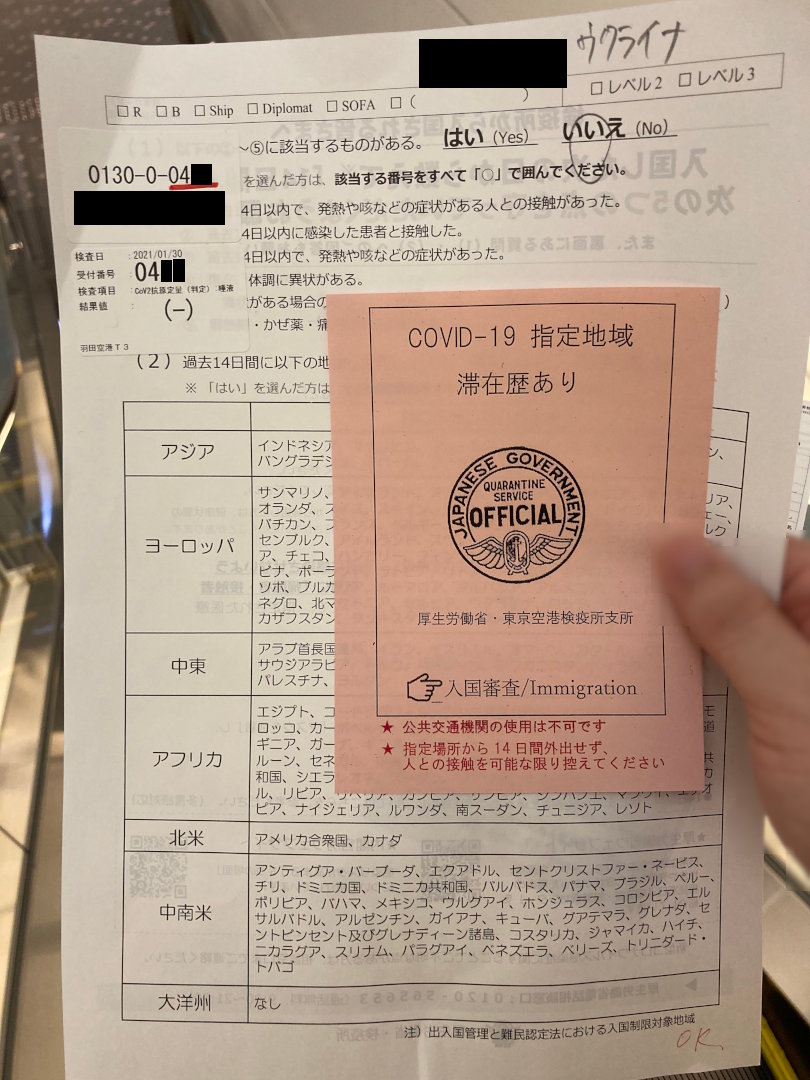 ウクライナ
□レベル2 □レベル3
□ R □ B □ Ship □ Diplomat □ SOFA □ ( )
~⑤に該当するものがある。 はい (Yes) いいえ (No)
を選んだ方は、該当する番号をすべて「○」で囲んでください。
0130-0-04
4日以内で、発熱や咳などの症状がある人との接触があった。
4日以内に感染した患者と接触した。
4日以内で、発熱や咳などの症状があった。
体調に異状がある。
がある場合の
・かぜ薬・痛
検査日 : 2021/01/30
受付番号 : 04
検査項目 : CoV2抗原定量(判定):唾液
結果値 : (-)
羽田空港T3
(2) 過去14日間に以下の地
※ 「はい」を選んだ方は
アジア
インドネシア
バングラデシ
ヨーロッパ
サンマリノ、
オランダ、ス
バチカン、フ
センブルク、
ア、チェコ、
ビナ、ポーラ
ソボ、ブルガ
ネグロ、北マ
カザフスタン
中東
アラブ首長国
サウジアラビ
パレスチナ、
アフリカ
エジプト、コ
ロッコ、カー
ギニア、ガー
ルーン、セネ
和国、シエラ
ル、リビア、リベリア、ガンビア、ザンビア、ジンバブエ、マラウイ、エチオ
ピア、ナイジェリア、ルワンダ、南スーダン、チュニジア、レソト
北米
アメリカ合衆国、カナダ
中南米
アンティグア・バーブーダ、エクアドル、セントクリストファー・ネービス、
チリ、ドミニカ国、ドミニカ共和国、バルバドス、パナマ、ブラジル、ペルー、
ボリビア、バハマ、メキシコ、ウルグアイ、ホンジュラス、コロンビア、エル
サルバドル、アルゼンチン、ガイアナ、キューバ、グアテマラ、グレナダ、セ
ントビンセント及びグレナディーン諸島、コスタリカ、ジャマイカ、ハイチ、
ニカラグア、スリナム、パラグアイ、ベネズエラ、ベリーズ、トリニダード・
トバゴ
大洋州
なし
注)出入国管理と難民認定法における入国制限対象地域
OK
COVID-19 指定地域
滞在歴あり
JAPANESE GOVERNMENT
QUARANTINE
SERVICE
OFFICIAL
厚生労働省・東京空港検疫所支所
入国審査/Immigration
★ 公共交通機関の使用は不可です
★ 指定場所から14日間外出せず、
人との接触を可能な限り控えてください